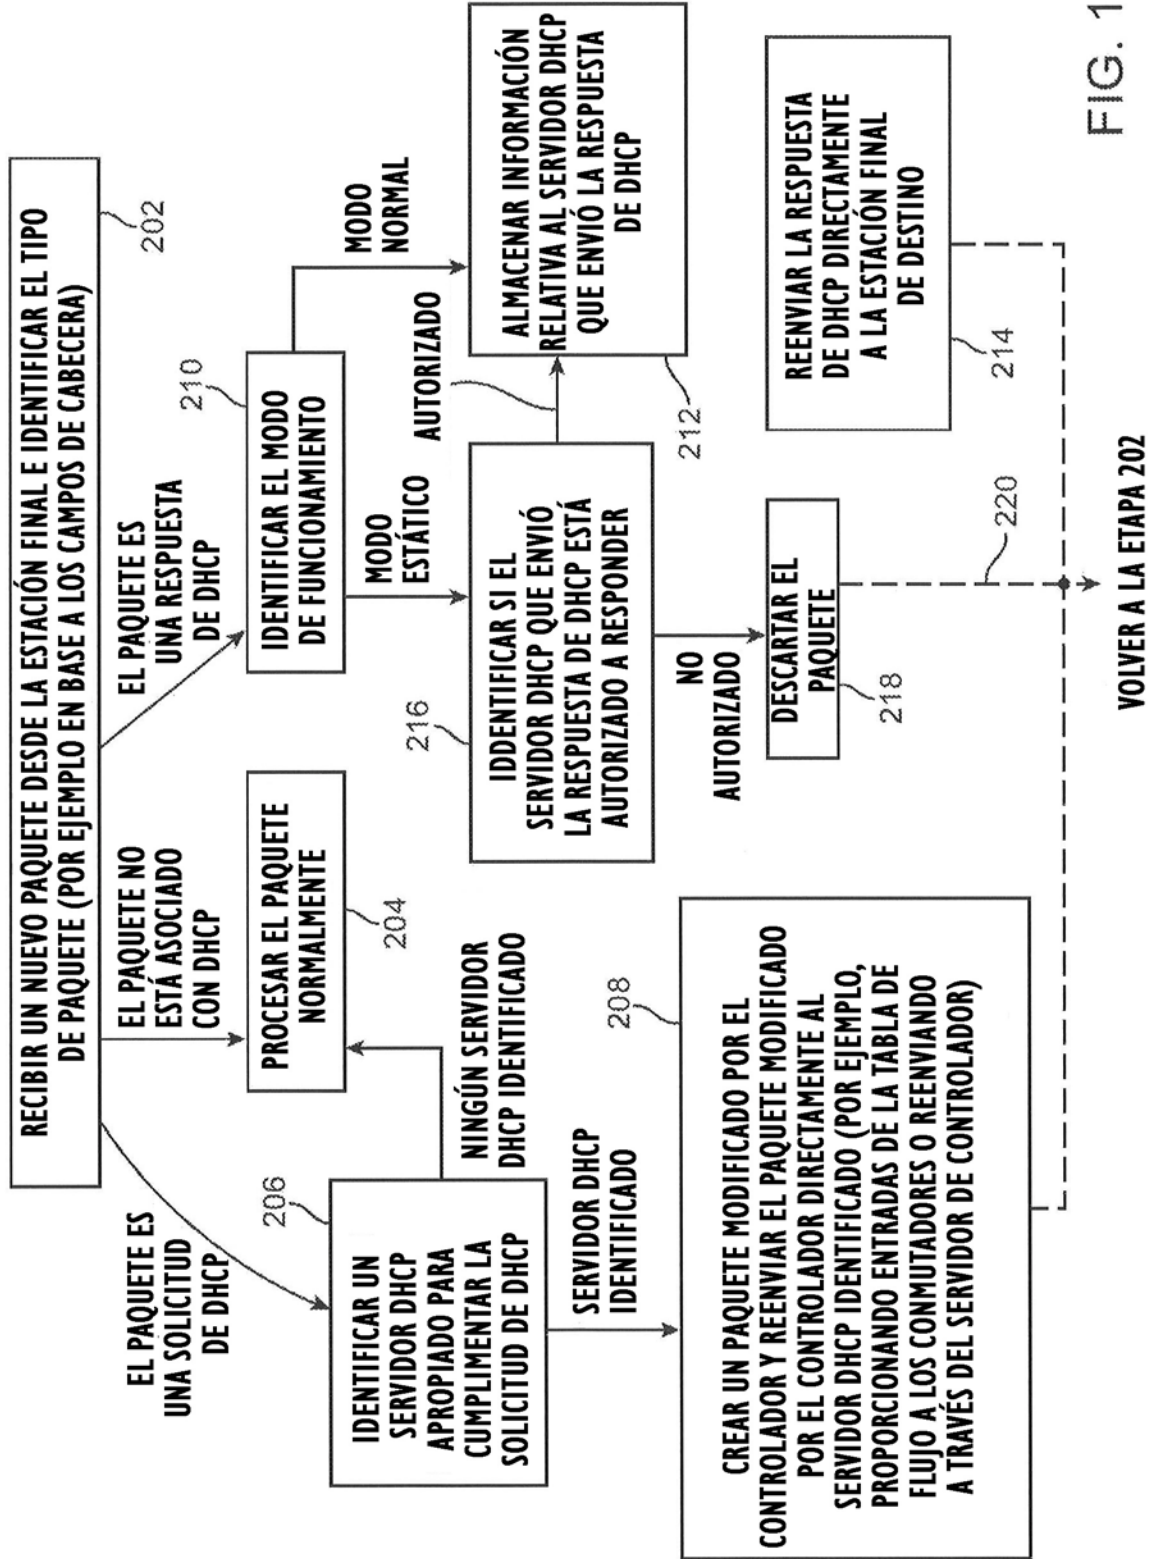 RECIBIR UN NUEVO PAQUETE DESDE LA ESTACIÓN FINAL E IDENTIFICAR EL TIPO
DE PAQUETE (POR EJEMPLO EN BASE A LOS CAMPOS DE CABECERA)
202
EL PAQUETE ES
UNA SOLICITUD
DE DHCP
EL PAQUETE NO
ESTÁ ASOCIADO
CON DHCP
EL PAQUETE ES
UNA RESPUESTA
DE DHCP
206
IDENTIFICAR UN
SERVIDOR DHCP
APROPIADO PARA
CUMPLIMENTAR LA
SOLICITUD DE DHCP
PROCESAR EL PAQUETE
NORMALMENTE
204
NINGÚN SERVIDOR
DHCP IDENTIFICADO
SERVIDOR DHCP
IDENTIFICADO
208
CREAR UN PAQUETE MODIFICADO POR EL
CONTROLADOR Y REENVIAR EL PAQUETE MODIFICADO
POR EL CONTROLADOR DIRECTAMENTE AL
SERVIDOR DHCP IDENTIFICADO (POR EJEMPLO,
PROPORCIONANDO ENTRADAS DE LA TABLA DE
FLUJO A LOS CONMUTADORES O REENVIANDO
A TRAVÉS DEL SERVIDOR DE CONTROLADOR)
210
IDENTIFICAR EL MODO
DE FUNCIONAMIENTO
MODO
ESTÁTICO
MODO
NORMAL
216
IDDENTIFICAR SI EL
SERVIDOR DHCP QUE ENVIÓ
LA RESPUESTA DE DHCP ESTÁ
AUTORIZADO A RESPONDER
AUTORIZADO
ALMACENAR INFORMACIÓN
RELATIVA AL SERVIDOR DHCP
QUE ENVIÓ LA RESPUESTA
DE DHCP
212
NO
AUTORIZADO
DESCARTAR EL
PAQUETE
218
REENVIAR LA RESPUESTA
DE DHCP DIRECTAMENTE
A LA ESTACIÓN FINAL
DE DESTINO
214
220
VOLVER A LA ETAPA 202
FIG. 1